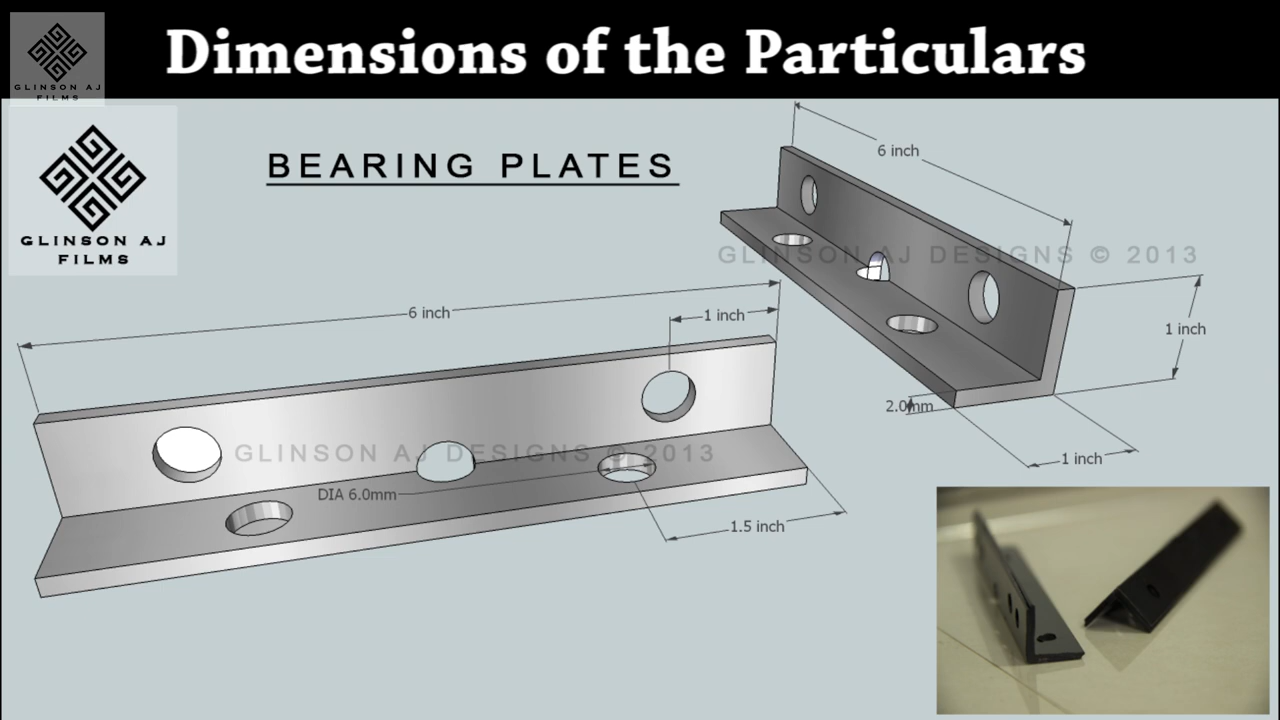 Dimensions of the Particulars
GLINSON AJ
FILMS
GLINSON AJ
FILMS
BEARING PLATES
6 inch
GLINSON AJ DESIGNS © 2013
1 inch
2.0mm
1 inch
6 inch
1 inch
GLINSON AJ DESIGNS © 2013
DIA 6.0mm
1.5 inch